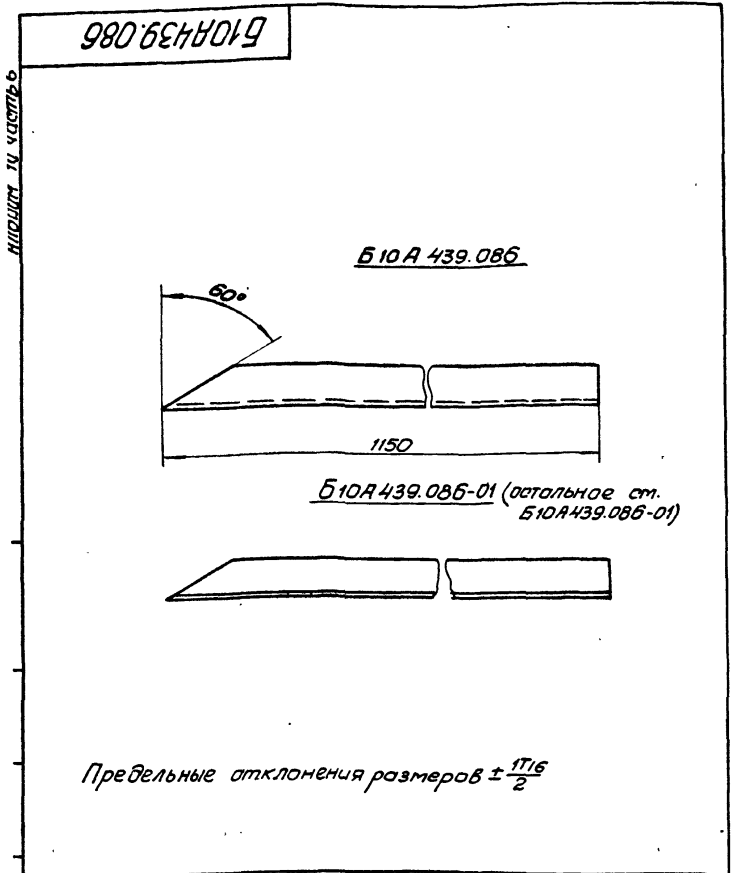 Б10А439.086
Б10А 439.086
60°
1150
Б10А439.086-01 (остальное см.
Б10А439.086-01)
Предельные отклонения размеров ± IT16/2